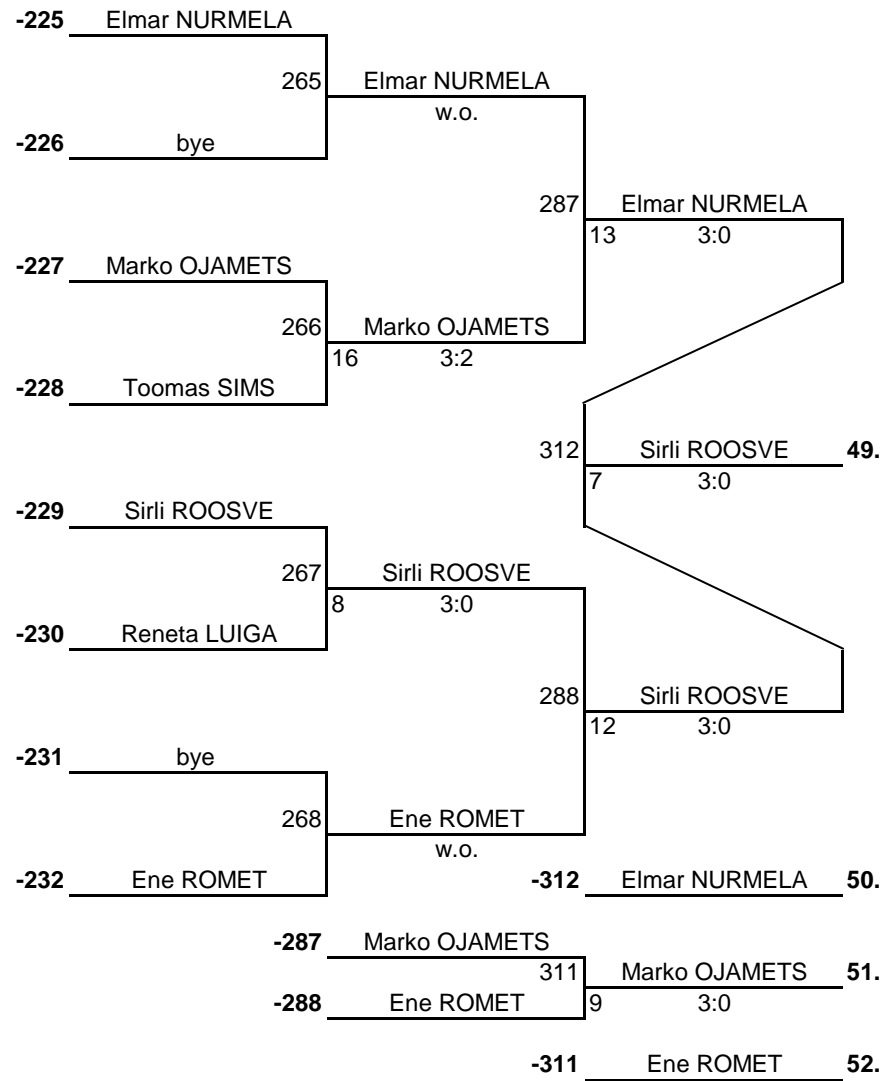 -225 Elmar NURMELA
265 Elmar NURMELA
w.o.
-226 bye
287 Elmar NURMELA
13 3:0
-227 Marko OJAMETS
266 Marko OJAMETS
16 3:2
-228 Toomas SIMS
312 Sirli ROOSVE 49.
7 3:0
-229 Sirli ROOSVE
267 Sirli ROOSVE
8 3:0
-230 Reneta LUIGA
288 Sirli ROOSVE
12 3:0
-231 bye
268 Ene ROMET
w.o.
-232 Ene ROMET -312 Elmar NURMELA 50.
-287 Marko OJAMETS
311 Marko OJAMETS 51.
-288 Ene ROMET 9 3:0
-311 Ene ROMET 52.